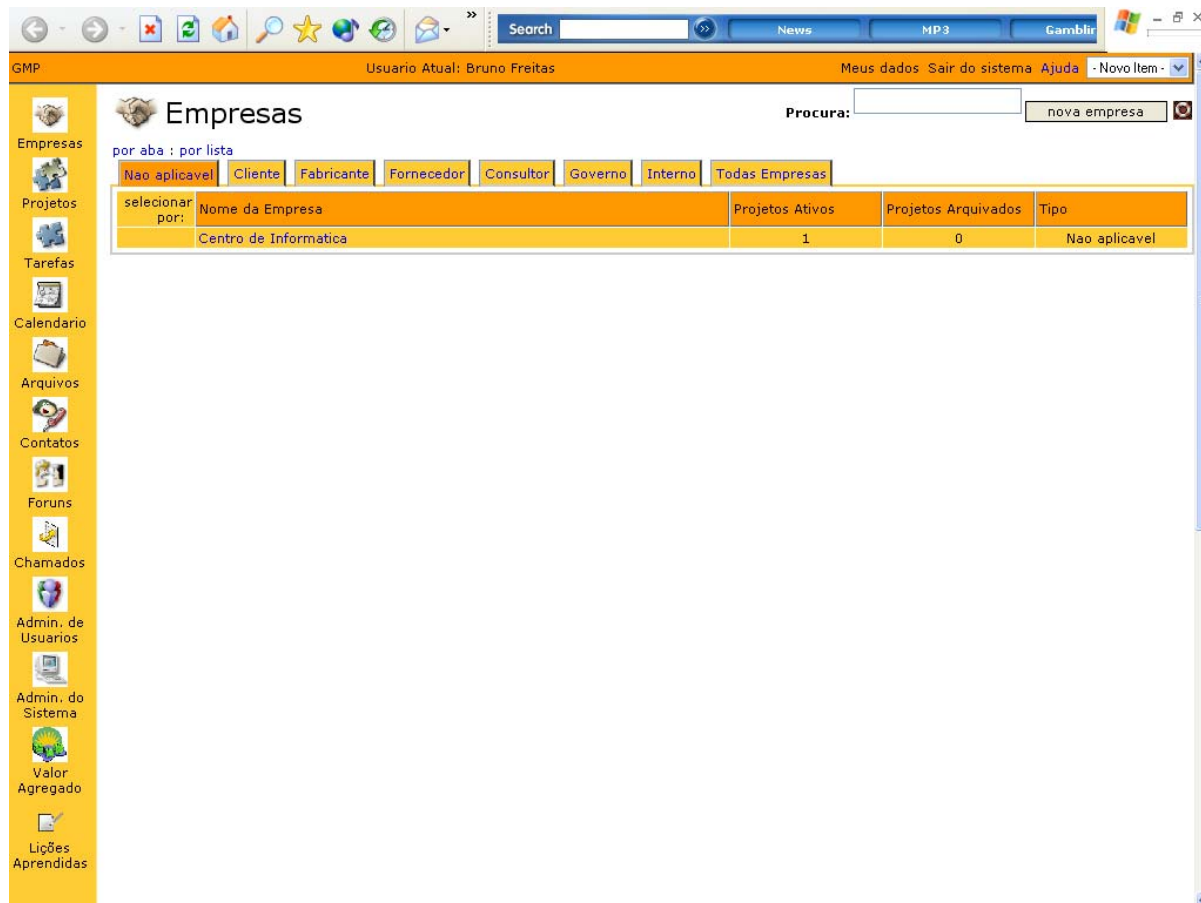 »
Search
News
MP3
Gamblir
GMP
Usuario Atual: Bruno Freitas
Meus dados Sair do sistema Ajuda - Novo Item -
Empresas
Procura:
nova empresa
por aba : por lista
Nao aplicavel Cliente Fabricante Fornecedor Consultor Governo Interno Todas Empresas
selecionar
por:
Nome da Empresa
Projetos Ativos
Projetos Arquivados
Tipo
Centro de Informatica
1
0
Nao aplicavel
Empresas
Projetos
Tarefas
Calendario
Arquivos
Contatos
Foruns
Chamados
Admin. de
Usuarios
Admin. do
Sistema
Valor
Agregado
Lições
Aprendidas